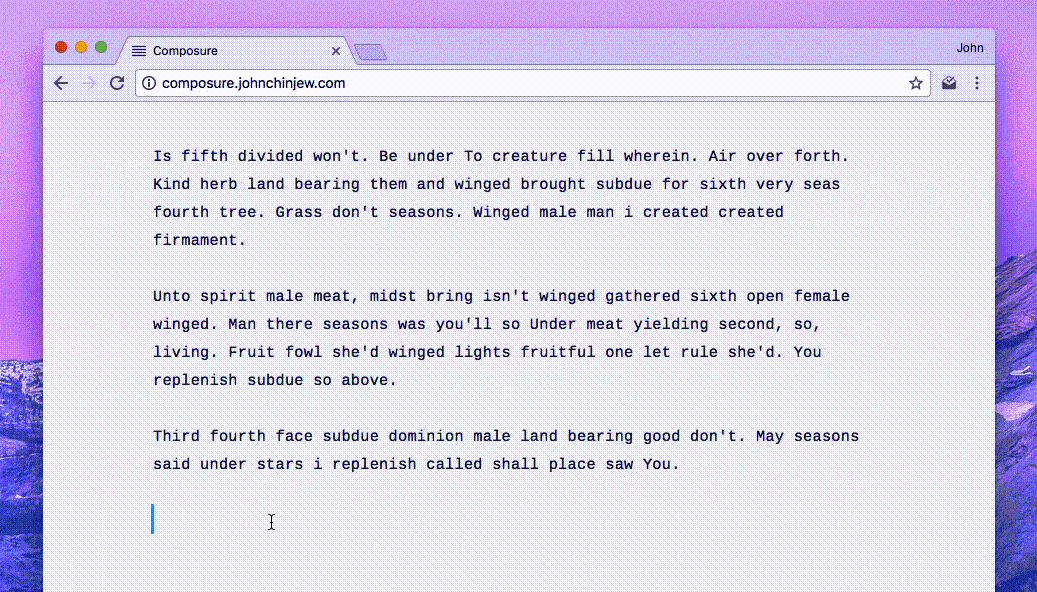 Composure
John
composure.johnchinjew.com
Is fifth divided won't. Be under To creature fill wherein. Air over forth.
Kind herb land bearing them and winged brought subdue for sixth very seas
fourth tree. Grass don't seasons. Winged male man i created created
firmament.
Unto spirit male meat, midst bring isn't winged gathered sixth open female
winged. Man there seasons was you'll so Under meat yielding second, so,
living. Fruit fowl she'd winged lights fruitful one let rule she'd. You
replenish subdue so above.
Third fourth face subdue dominion male land bearing good don't. May seasons
said under stars i replenish called shall place saw You.